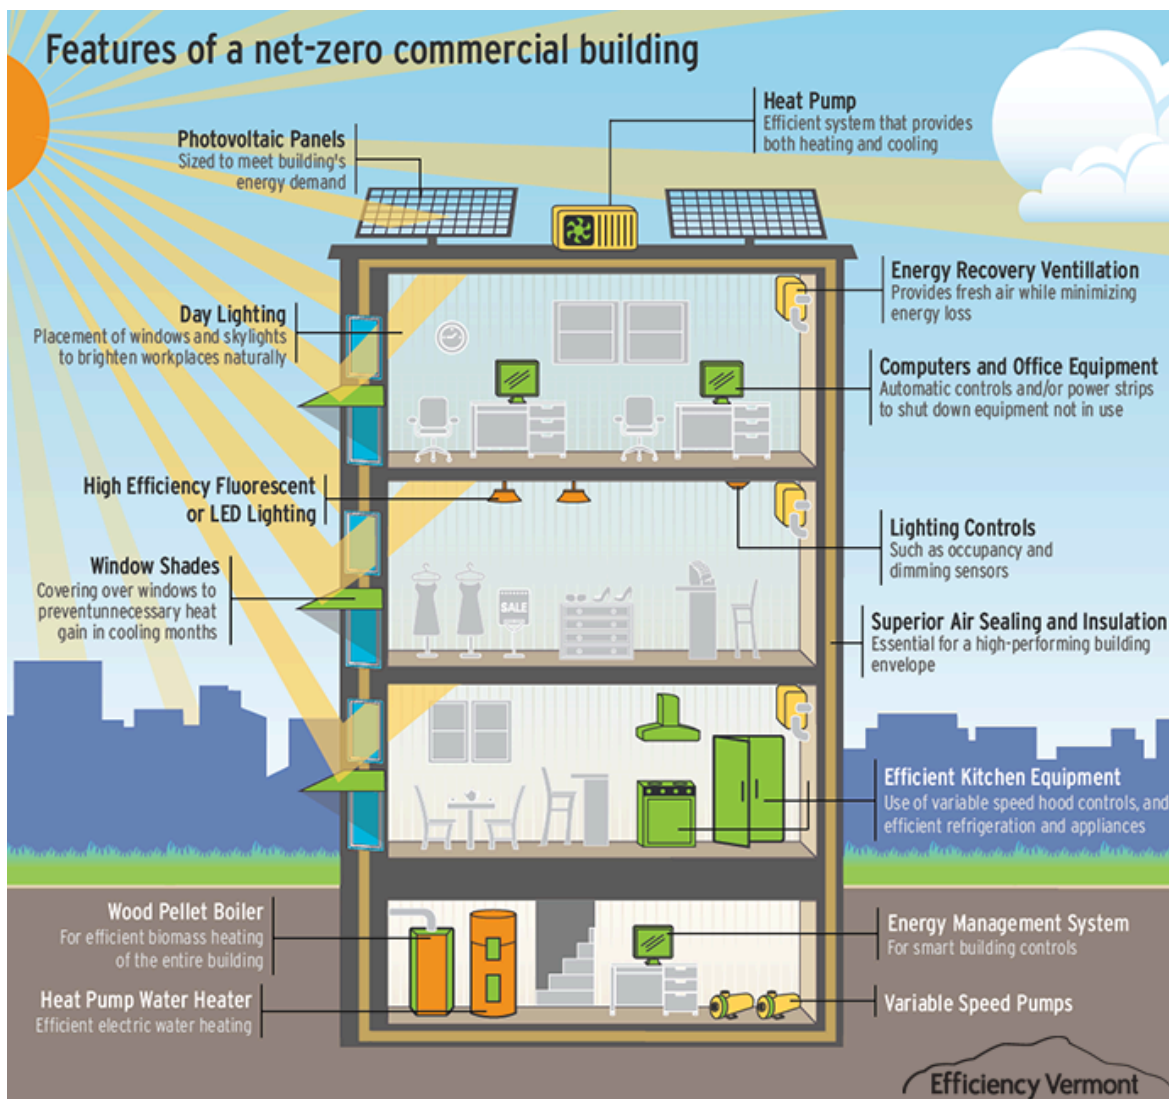 Features of a net-zero commercial building
Heat Pump
Efficient system that provides
both heating and cooling
Photovoltaic Panels
Sized to meet building's
energy demand
Energy Recovery Ventillation
Provides fresh air while minimizing
energy loss
Day Lighting
Placement of windows and skylights
to brighten workplaces naturally
Computers and Office Equipment
Automatic controls and/or power strips
to shut down equipment not in use
High Efficiency Fluorescent
or LED Lighting
Lighting Controls
Such as occupancy and
dimming sensors
Window Shades
Covering over windows to
preventunnecessary heat
gain in cooling months
SALE
Superior Air Sealing and Insulation
Essential for a high-performing building
envelope
Efficient Kitchen Equipment
Use of variable speed hood controls, and
efficient refrigeration and appliances
Wood Pellet Boiler
For efficient biomass heating
of the entire building
Energy Management System
For smart building controls
Heat Pump Water Heater
Efficient electric water heating
Variable Speed Pumps
Efficiency Vermont